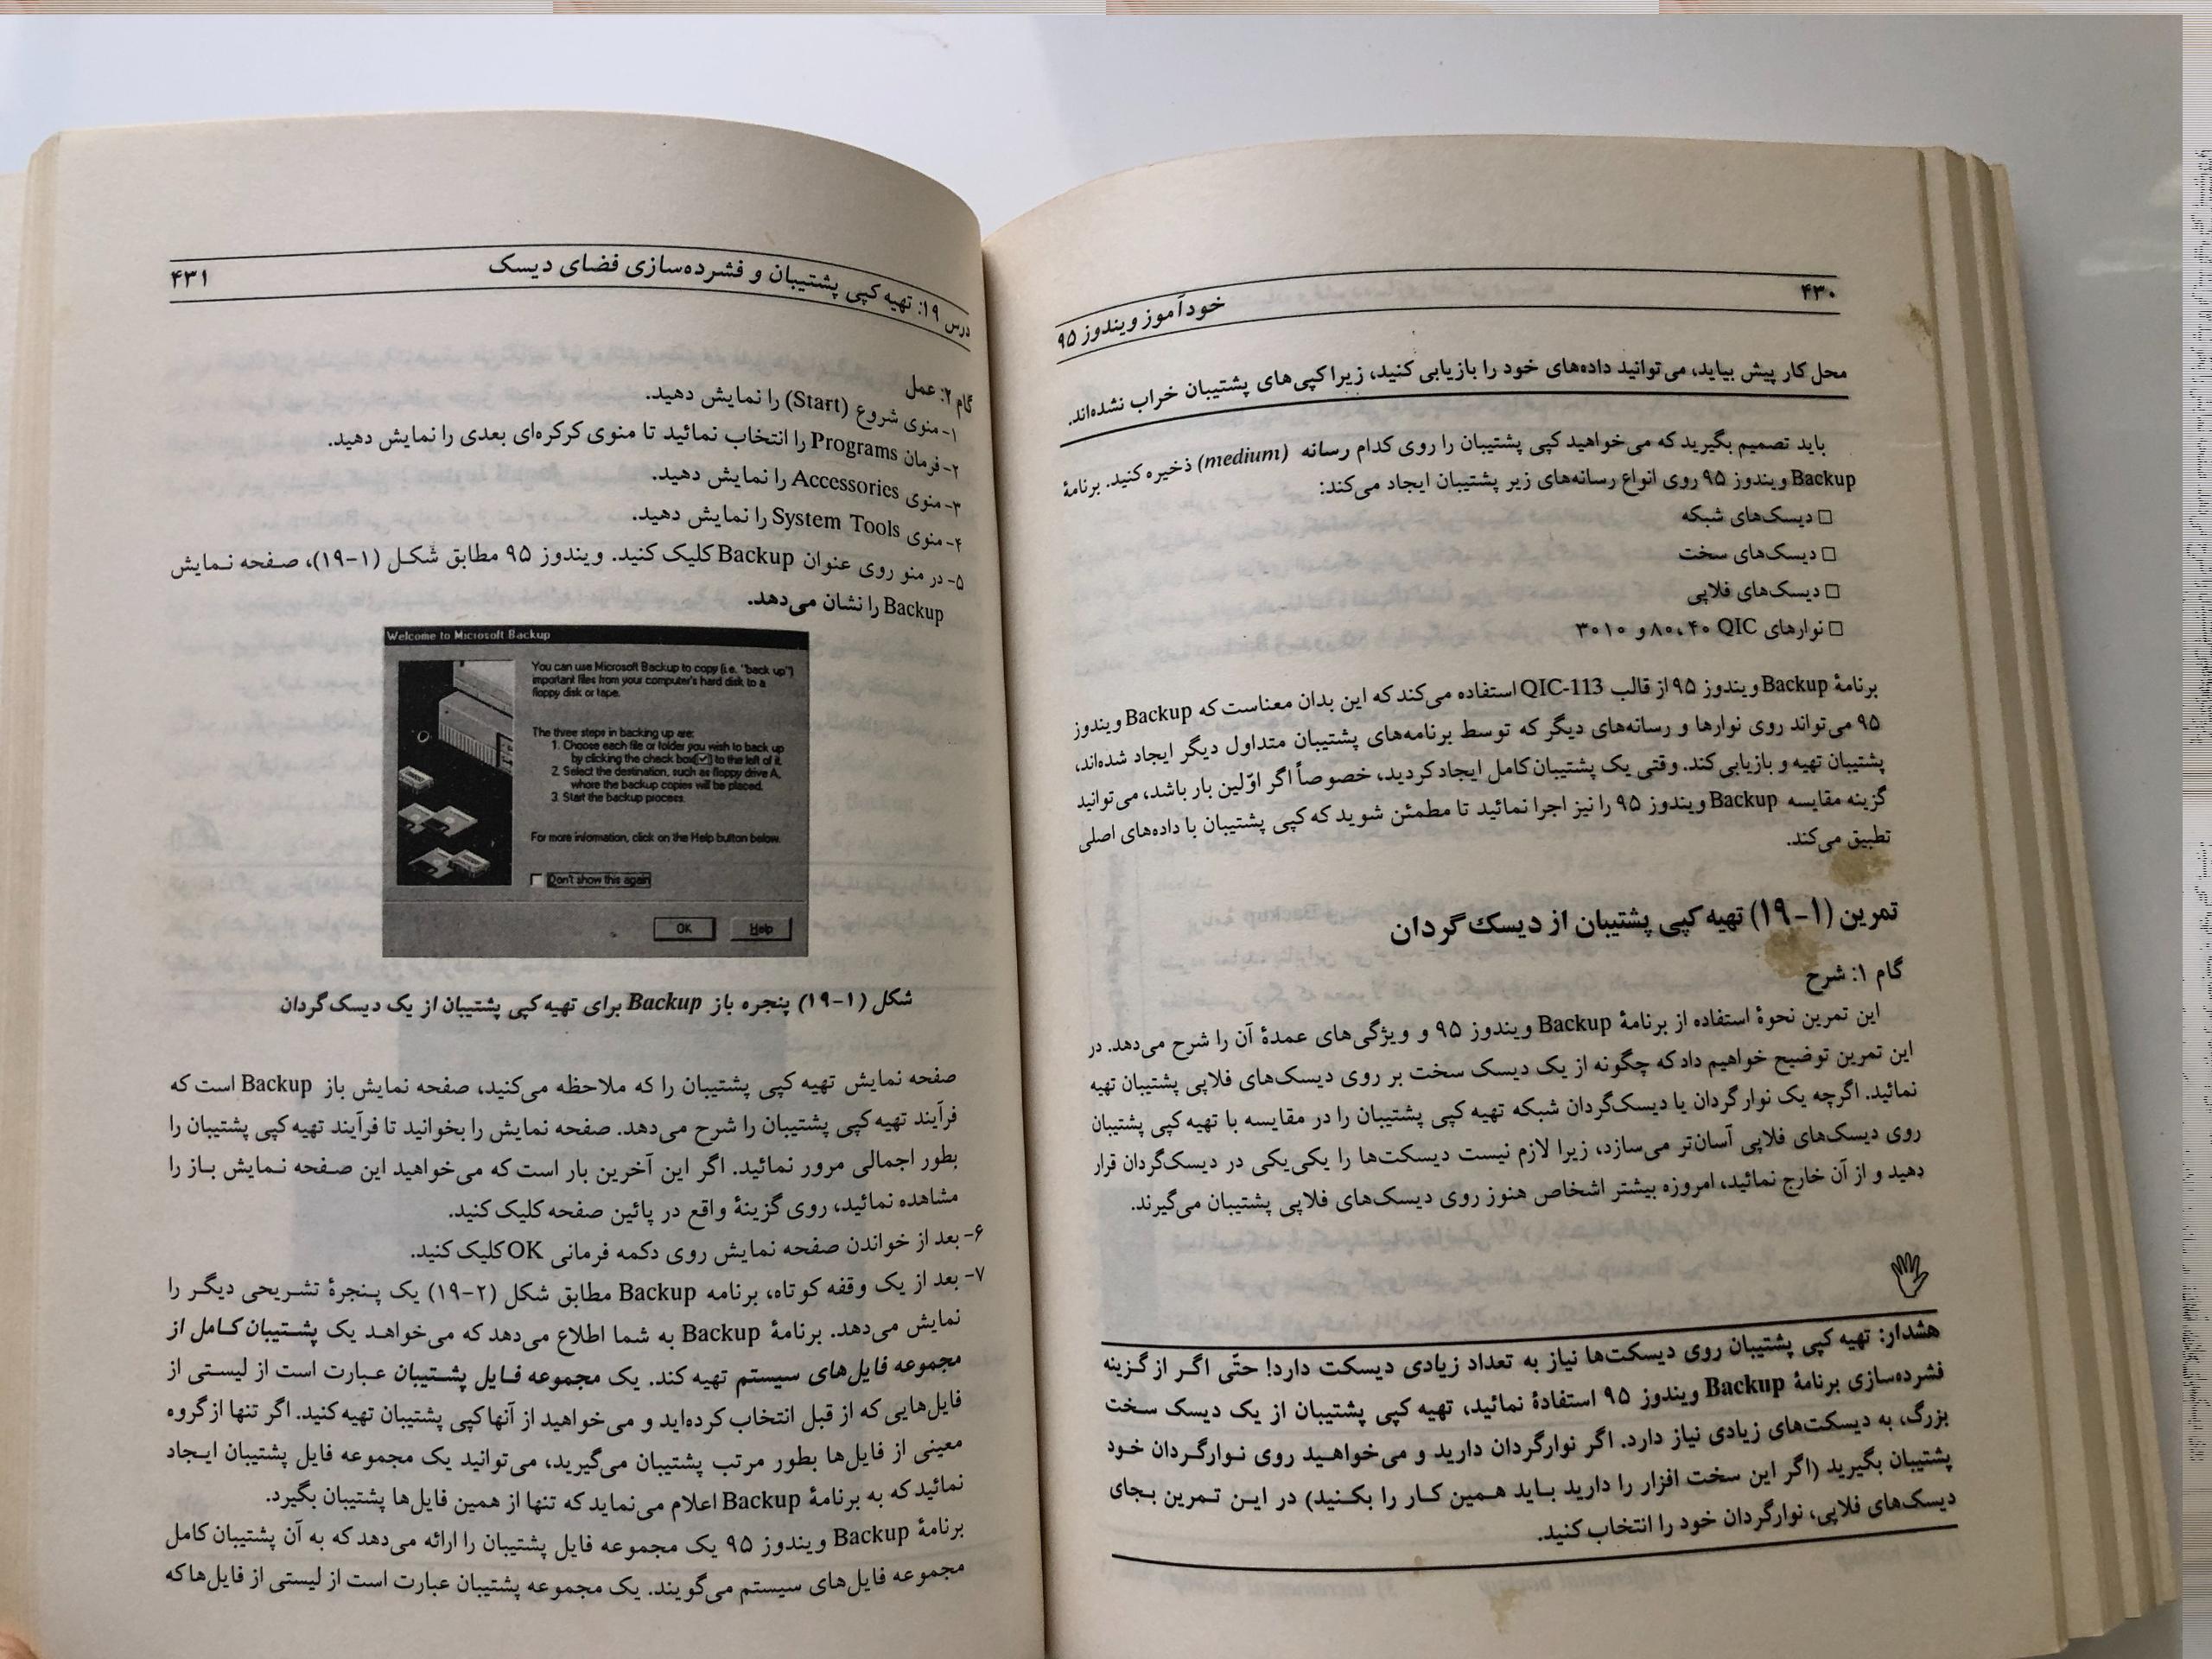 ۴۳۰
خودآموز ویندوز ۹۵
محل کار پیش بیاید، می‌توانید داده‌های خود را بازیابی کنید، زیرا کپی‌های پشتیبان خراب نشده‌اند.
باید تصمیم بگیرید که می‌خواهید کپی پشتیبان را روی کدام رسانه (medium) ذخیره کنید. برنامهٔ
Backup ویندوز ۹۵ روی انواع رسانه‌های زیر پشتیبان ایجاد می‌کند:
□ دیسک‌های شبکه
□ دیسک‌های سخت
□ دیسک‌های فلاپی
□ نوارهای QIC ۴۰، ۸۰ و ۳۰۱۰
برنامهٔ Backup ویندوز ۹۵ از قالب QIC-113 استفاده می‌کند که این بدان معناست که Backup ویندوز
۹۵ می‌تواند روی نوارها و رسانه‌های دیگر که توسط برنامه‌های پشتیبان متداول دیگر ایجاد شده‌اند،
پشتیبان تهیه و بازیابی کند. وقتی یک پشتیبان کامل ایجاد کردید، خصوصاً اگر اوّلین بار باشد، می‌توانید
گزینه مقایسه Backup ویندوز ۹۵ را نیز اجرا نمائید تا مطمئن شوید که کپی پشتیبان با داده‌های اصلی
تطبیق می‌کند.
تمرین (۱-۱۹) تهیه کپی پشتیبان از دیسک گردان
گام ۱: شرح
این تمرین نحوهٔ استفاده از برنامهٔ Backup ویندوز ۹۵ و ویژگی‌های عمدهٔ آن را شرح می‌دهد. در
این تمرین توضیح خواهیم داد که چگونه از یک دیسک سخت بر روی دیسک‌های فلاپی پشتیبان تهیه
نمائید. اگرچه یک نوارگردان یا دیسک‌گردان شبکه تهیه کپی پشتیبان را در مقایسه با تهیه کپی پشتیبان
روی دیسک‌های فلاپی آسان‌تر می‌سازد، زیرا لازم نیست دیسکت‌ها را یکی‌یکی در دیسک‌گردان قرار
دهید و از آن خارج نمائید، امروزه بیشتر اشخاص هنوز روی دیسک‌های فلاپی پشتیبان می‌گیرند.
هشدار: تهیه کپی پشتیبان روی دیسکت‌ها نیاز به تعداد زیادی دیسکت دارد! حتّی اگر از گزینه
فشرده‌سازی برنامهٔ Backup ویندوز ۹۵ استفادهٔ نمائید، تهیه کپی پشتیبان از یک دیسک سخت
بزرگ، به دیسکت‌های زیادی نیاز دارد. اگر نوارگردان دارید و می‌خواهید روی نوارگردان خود
پشتیبان بگیرید (اگر این سخت افزار را دارید باید همین کار را بکنید) در این تمرین بجای
دیسک‌های فلاپی، نوارگردان خود را انتخاب کنید.
درس ۱۹: تهیه کپی پشتیبان و فشرده‌سازی فضای دیسک
۴۳۱
گام ۲: عمل
۱- منوی شروع (Start) را نمایش دهید.
۲- فرمان Programs را انتخاب نمائید تا منوی کرکره‌ای بعدی را نمایش دهید.
۳- منوی Accessories را نمایش دهید.
۴- منوی System Tools را نمایش دهید.
۵- در منو روی عنوان Backup کلیک کنید. ویندوز ۹۵ مطابق شکل (۱-۱۹)، صفحه نمایش
Backup را نشان می‌دهد.
Welcome to Microsoft Backup
You can use Microsoft Backup to copy (i.e. "back up")
important files from your computer's hard disk to a
floppy disk or tape.
The three steps in backing up are:
1. Choose each file or folder you wish to back up
by clicking the check box to the left of it.
2. Select the destination, such as floppy drive A,
where the backup copies will be placed.
3. Start the backup process.
For more information, click on the Help button below.
Don't show this again
OK Help
شکل (۱-۱۹) پنجره باز Backup برای تهیه کپی پشتیبان از یک دیسک گردان
صفحه نمایش تهیه کپی پشتیبان را که ملاحظه می‌کنید، صفحه نمایش باز Backup است که
فرآیند تهیه کپی پشتیبان را شرح می‌دهد. صفحه نمایش را بخوانید تا فرآیند تهیه کپی پشتیبان را
بطور اجمالی مرور نمائید. اگر این آخرین بار است که می‌خواهید این صفحه نمایش باز را
مشاهده نمائید، روی گزینهٔ واقع در پائین صفحه کلیک کنید.
۶- بعد از خواندن صفحه نمایش روی دکمه فرمانی OK کلیک کنید.
۷- بعد از یک وقفه کوتاه، برنامه Backup مطابق شکل (۲-۱۹) یک پنجرهٔ تشریحی دیگر را
نمایش می‌دهد. برنامهٔ Backup به شما اطلاع می‌دهد که می‌خواهد یک پشتیبان کامل از
مجموعه فایل‌های سیستم تهیه کند. یک مجموعه فایل پشتیبان عبارت است از لیستی از
فایل‌هایی که از قبل انتخاب کرده‌اید و می‌خواهید از آنها کپی پشتیبان تهیه کنید. اگر تنها از گروه
معینی از فایل‌ها بطور مرتب پشتیبان می‌گیرید، می‌توانید یک مجموعه فایل پشتیبان ایجاد
نمائید که به برنامهٔ Backup اعلام می‌نماید که تنها از همین فایل‌ها پشتیبان بگیرد.
برنامهٔ Backup ویندوز ۹۵ یک مجموعه فایل پشتیبان را ارائه می‌دهد که به آن پشتیبان کامل
مجموعه فایل‌های سیستم می‌گویند. یک مجموعه پشتیبان عبارت است از لیستی از فایل‌ها که